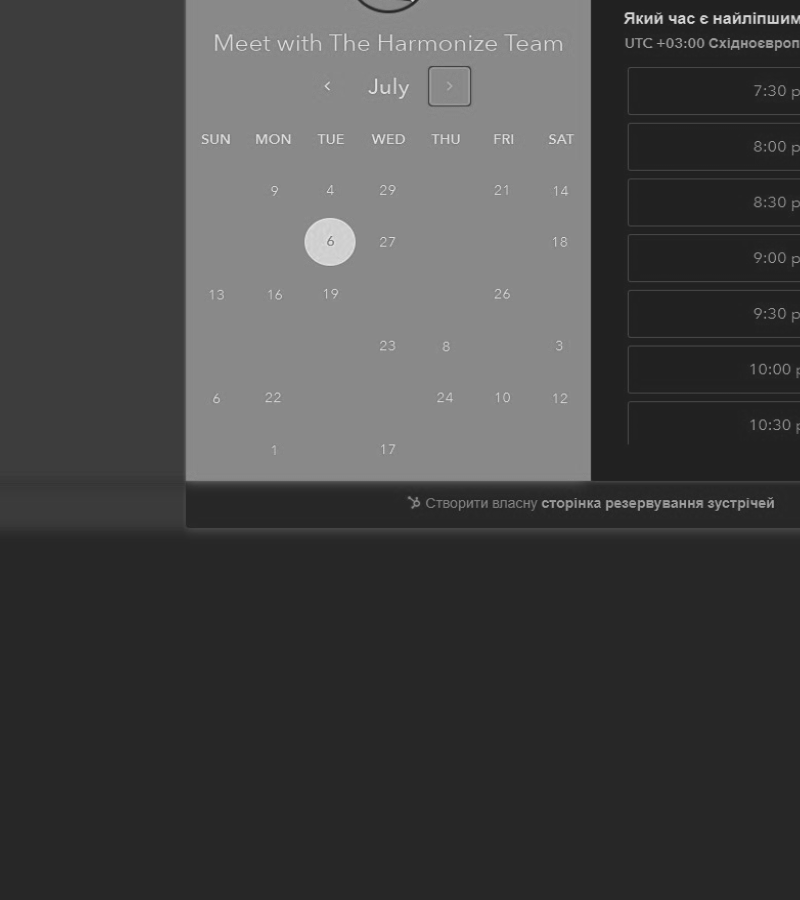 Meet with The Harmonize Team
July
SUN MON TUE WED THU FRI SAT
9 4 29 21 14
6 27 18
13 16 19 26
23 8 3
6 22 24 10 12
1 17
Який час є найліпшим
UTC +03:00 Східноєвроп
7:30 p
8:00 p
8:30 p
9:00 p
9:30 p
10:00 p
10:30 p
Створити власну сторінка резервування зустрічей